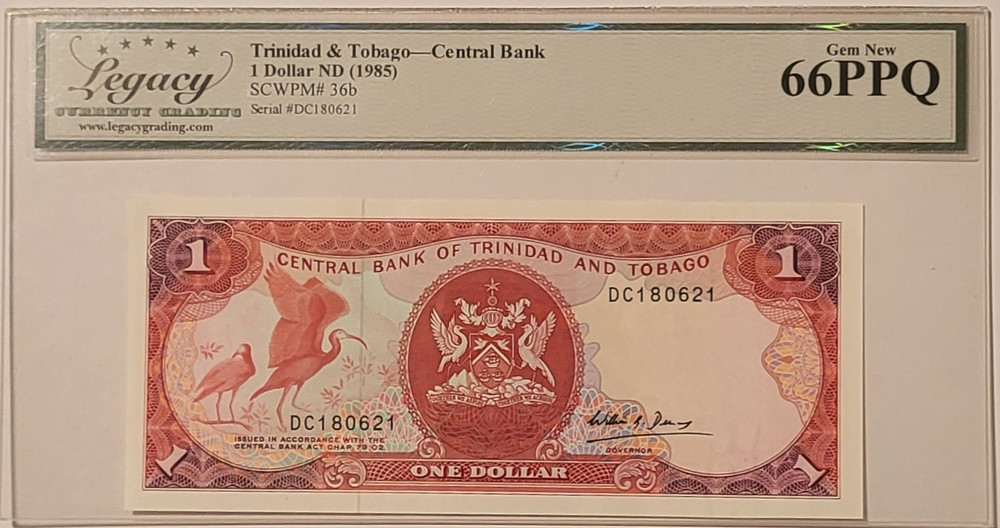 Legacy
CURRENCY GRADING
www.legacygrading.com
Trinidad & Tobago—Central Bank
1 Dollar ND (1985)
SCWPM# 36b
Serial #DC180621
Gem New
66PPQ
1
CENTRAL BANK OF TRINIDAD AND TOBAGO
1
DC180621
DC180621
ISSUED IN ACCORDANCE WITH THE
CENTRAL BANK ACT CHAP. 79:02.
GOVERNOR
1
ONE DOLLAR
1